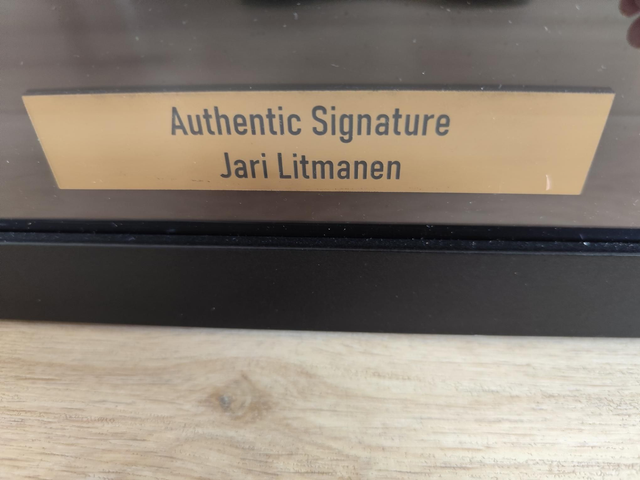 Authentic Signature
Jari Litmanen